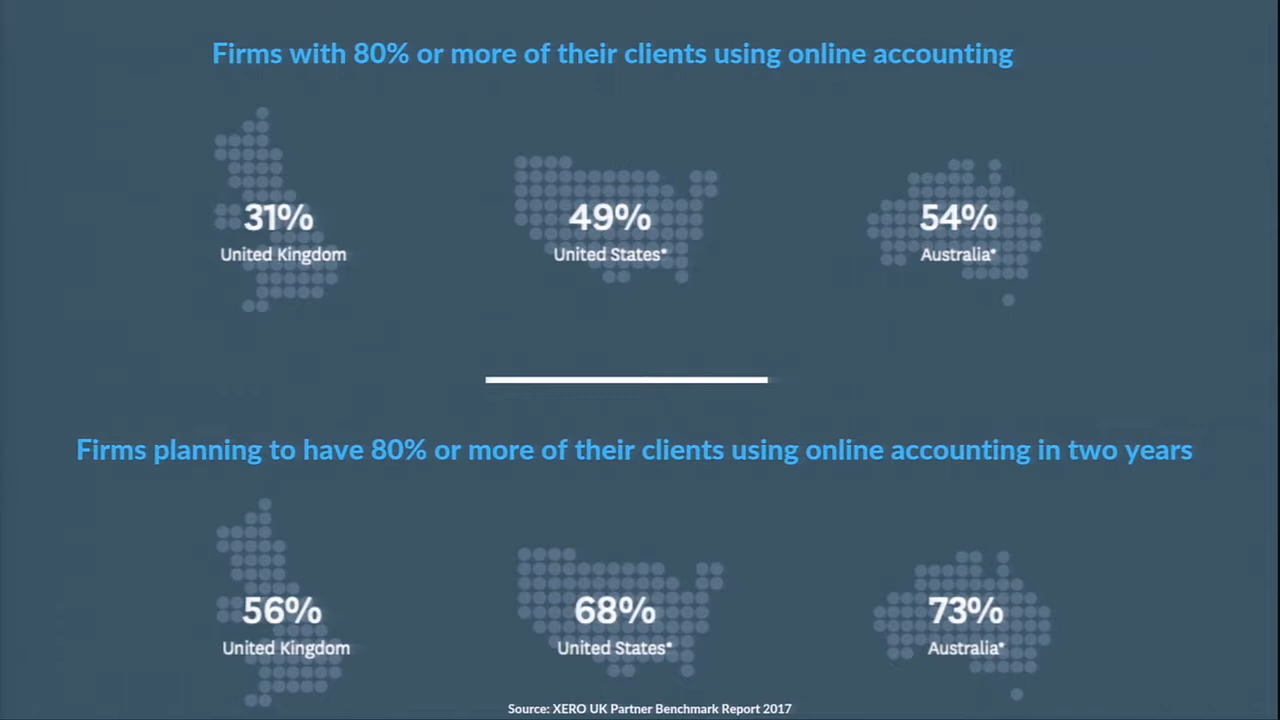 Firms with 80% or more of their clients using online accounting
31%
United Kingdom
49%
United States*
54%
Australia*
Firms planning to have 80% or more of their clients using online accounting in two years
56%
United Kingdom
68%
United States*
73%
Australia*
Source: XERO UK Partner Benchmark Report 2017